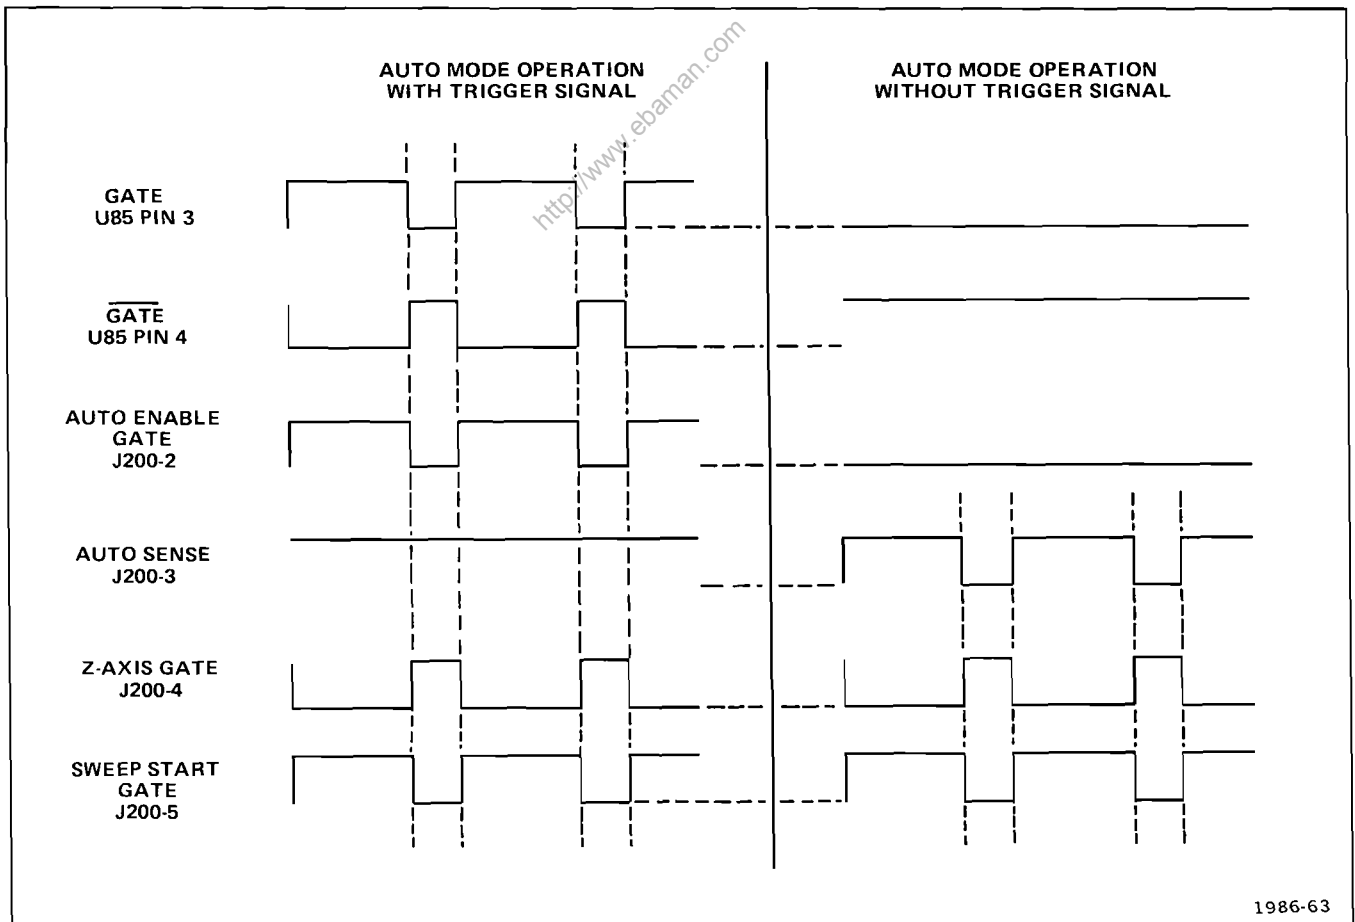 AUTO MODE OPERATION
WITH TRIGGER SIGNAL
AUTO MODE OPERATION
WITHOUT TRIGGER SIGNAL
http://www.ebaman.com
GATE
U85 PIN 3
GATE
U85 PIN 4
AUTO ENABLE
GATE
J200-2
AUTO SENSE
J200-3
Z-AXIS GATE
J200-4
SWEEP START
GATE
J200-5
1986-63